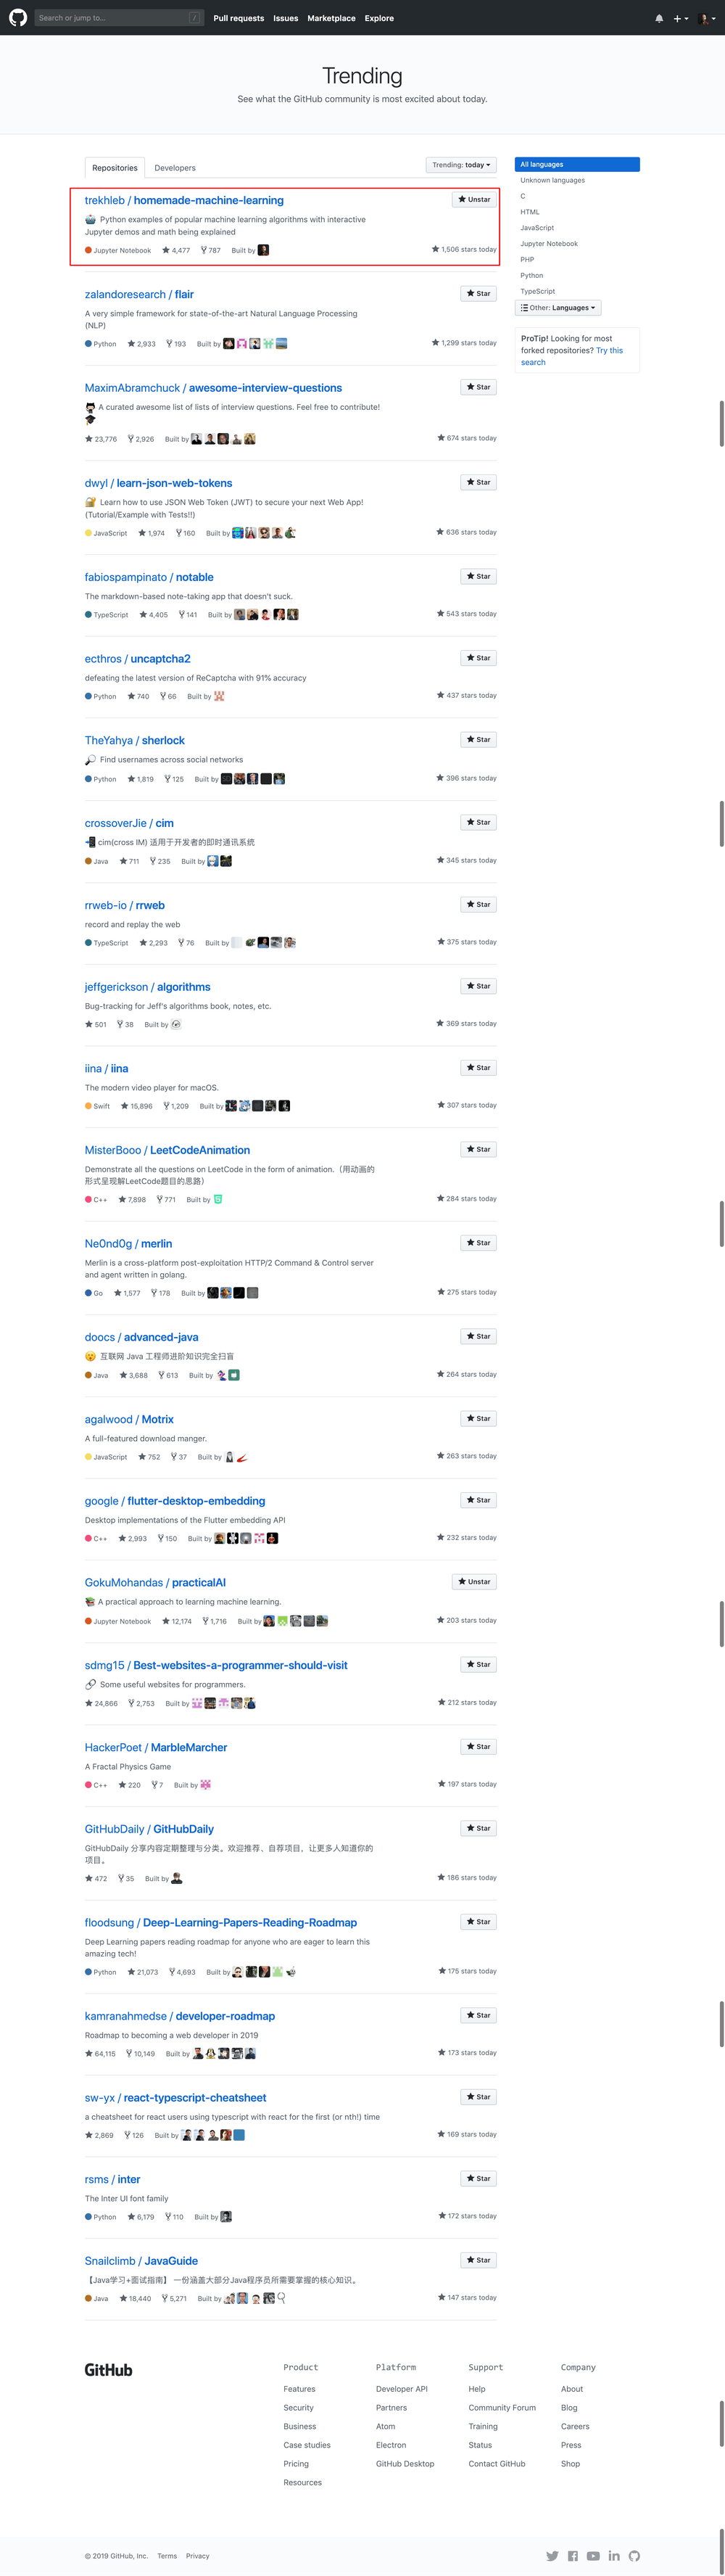 Search or jump to... /
Pull requests Issues Marketplace Explore
Trending
See what the GitHub community is most excited about today.
Repositories Developers
Trending: today
trekhleb / homemade-machine-learning
Unstar
Python examples of popular machine learning algorithms with interactive
Jupyter demos and math being explained
Jupyter Notebook 4,477 787 Built by 1,506 stars today
zalandoresearch / flair
Star
A very simple framework for state-of-the-art Natural Language Processing
(NLP)
Python 2,933 193 Built by 1,299 stars today
MaximAbramchuck / awesome-interview-questions
Star
A curated awesome list of lists of interview questions. Feel free to contribute!
23,776 2,926 Built by 674 stars today
dwyl / learn-json-web-tokens
Star
Learn how to use JSON Web Token (JWT) to secure your next Web App!
(Tutorial/Example with Tests!!)
JavaScript 1,974 160 Built by 636 stars today
fabiospampinato / notable
Star
The markdown-based note-taking app that doesn't suck.
TypeScript 4,405 141 Built by 543 stars today
ecthros / uncaptcha2
Star
defeating the latest version of ReCaptcha with 91% accuracy
Python 740 66 Built by 437 stars today
TheYahya / sherlock
Star
Find usernames across social networks
Python 1,819 125 Built by 396 stars today
crossoverJie / cim
Star
cim(cross IM) 适用于开发者的即时通讯系统
Java 711 235 Built by 345 stars today
rrweb-io / rrweb
Star
record and replay the web
TypeScript 2,293 76 Built by 375 stars today
jeffgerickson / algorithms
Star
Bug-tracking for Jeff's algorithms book, notes, etc.
501 38 Built by 369 stars today
iina / iina
Star
The modern video player for macOS.
Swift 15,896 1,209 Built by 307 stars today
MisterBooo / LeetCodeAnimation
Star
Demonstrate all the questions on LeetCode in the form of animation.（用动画的
形式呈现解LeetCode题目的思路）
C++ 7,898 771 Built by 284 stars today
Ne0nd0g / merlin
Star
Merlin is a cross-platform post-exploitation HTTP/2 Command & Control server
and agent written in golang.
Go 1,577 178 Built by 275 stars today
doocs / advanced-java
Star
互联网 Java 工程师进阶知识完全扫盲
Java 3,688 613 Built by 264 stars today
agalwood / Motrix
Star
A full-featured download manger.
JavaScript 752 37 Built by 263 stars today
google / flutter-desktop-embedding
Star
Desktop implementations of the Flutter embedding API
C++ 2,993 150 Built by 232 stars today
GokuMohandas / practicalAI
Unstar
A practical approach to learning machine learning.
Jupyter Notebook 12,174 1,716 Built by 203 stars today
sdmg15 / Best-websites-a-programmer-should-visit
Star
Some useful websites for programmers.
24,866 2,753 Built by 212 stars today
HackerPoet / MarbleMarcher
Star
A Fractal Physics Game
C++ 220 7 Built by 197 stars today
GitHubDaily / GitHubDaily
Star
GitHubDaily 分享内容定期整理与分类。欢迎推荐、自荐项目，让更多人知道你的
项目。
472 35 Built by 186 stars today
floodsung / Deep-Learning-Papers-Reading-Roadmap
Star
Deep Learning papers reading roadmap for anyone who are eager to learn this
amazing tech!
Python 21,073 4,693 Built by 175 stars today
kamranahmedse / developer-roadmap
Star
Roadmap to becoming a web developer in 2019
64,115 10,149 Built by 173 stars today
sw-yx / react-typescript-cheatsheet
Star
a cheatsheet for react users using typescript with react for the first (or nth!) time
2,869 126 Built by 169 stars today
rsms / inter
Star
The Inter UI font family
Python 6,179 110 Built by 172 stars today
Snailclimb / JavaGuide
Star
【Java学习+面试指南】 一份涵盖大部分Java程序员所需要掌握的核心知识。
Java 18,440 5,271 Built by 147 stars today
All languages
Unknown languages
C
HTML
JavaScript
Jupyter Notebook
PHP
Python
TypeScript
Other: Languages
ProTip! Looking for most
forked repositories? Try this
search
GitHub
Product
Features
Security
Business
Case studies
Pricing
Resources
Platform
Developer API
Partners
Atom
Electron
GitHub Desktop
Support
Help
Community Forum
Training
Status
Contact GitHub
Company
About
Blog
Careers
Press
Shop
© 2019 GitHub, Inc. Terms Privacy